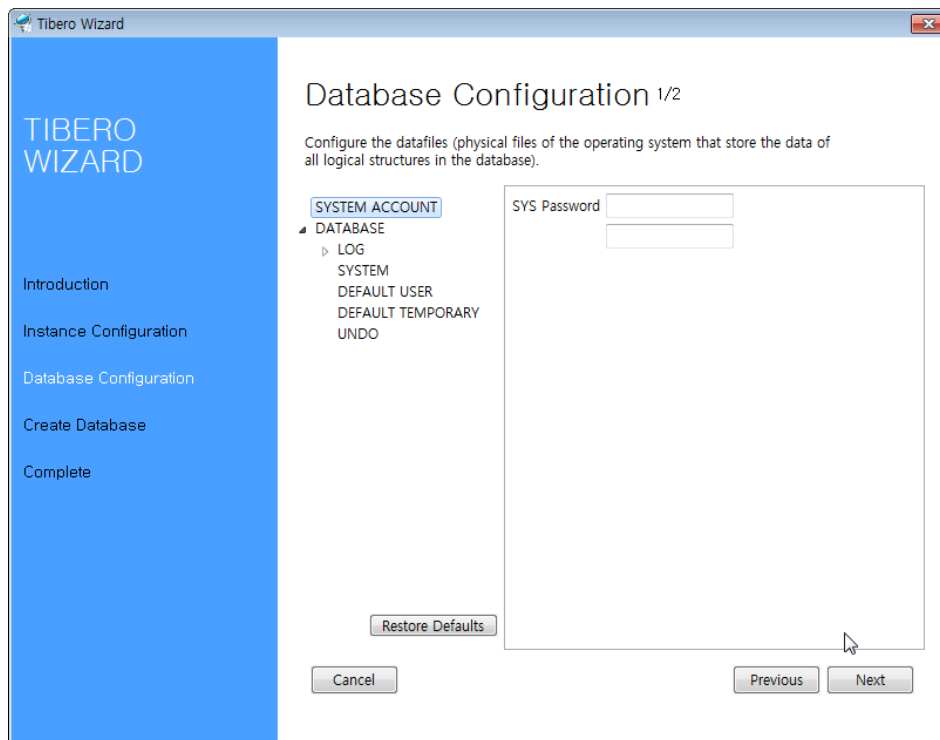 Tibero Wizard
TIBERO
WIZARD
Introduction
Instance Configuration
Database Configuration
Create Database
Complete
Database Configuration 1/2
Configure the datafiles (physical files of the operating system that store the data of
all logical structures in the database).
SYSTEM ACCOUNT
DATABASE
LOG
SYSTEM
DEFAULT USER
DEFAULT TEMPORARY
UNDO
Restore Defaults
SYS Password
Cancel
Previous
Next